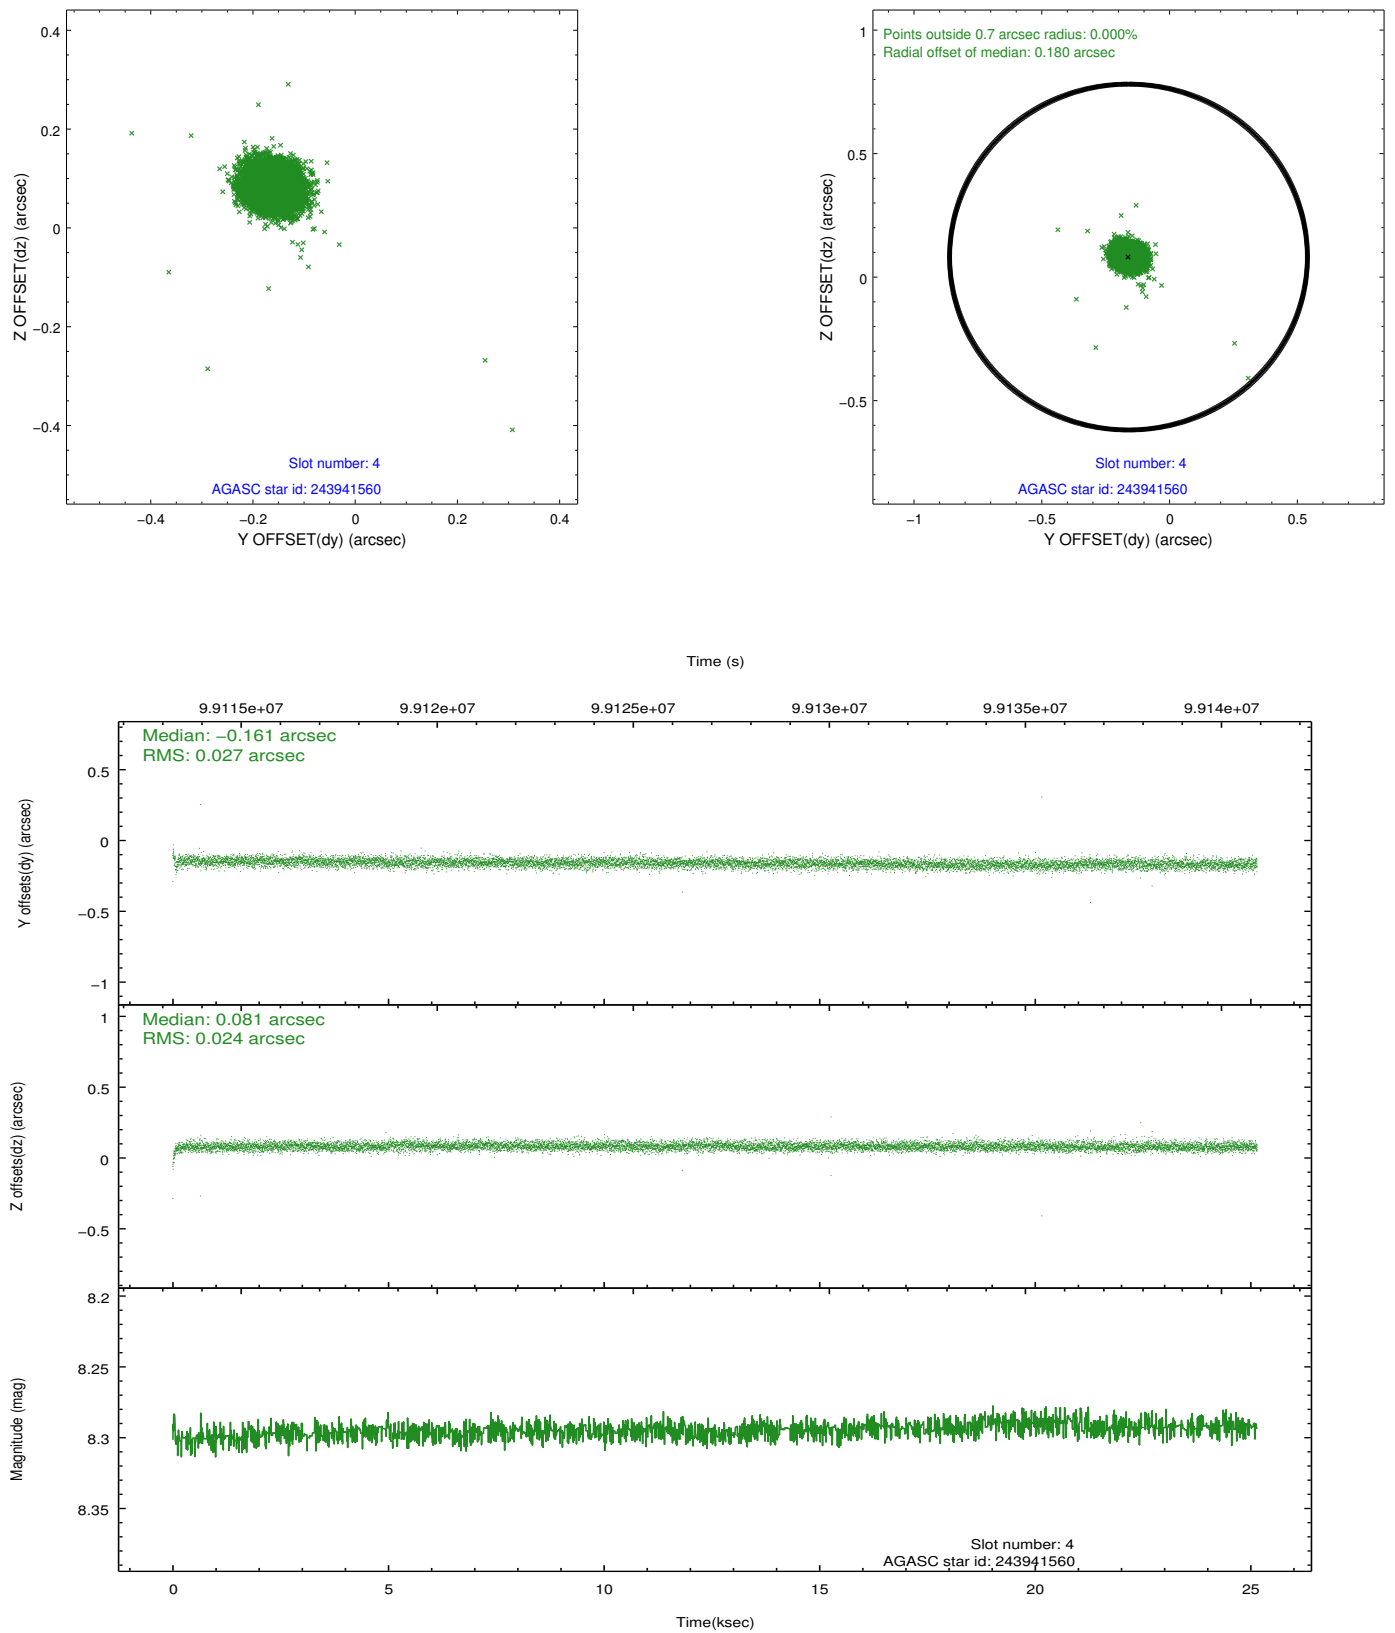 0.4
0.2
0
−0.2
−0.4
Z OFFSET(dz) (arcsec)
Slot number: 4
AGASC star id: 243941560
−0.4
−0.2
0
0.2
0.4
Y OFFSET(dy) (arcsec)
Points outside 0.7 arcsec radius: 0.000%
Radial offset of median: 0.180 arcsec
1
0.5
0
−0.5
Z OFFSET(dz) (arcsec)
Slot number: 4
AGASC star id: 243941560
−1
−0.5
0
0.5
Y OFFSET(dy) (arcsec)
Time (s)
9.9115e+07
9.912e+07
9.9125e+07
9.913e+07
9.9135e+07
9.914e+07
Median: −0.161 arcsec
RMS: 0.027 arcsec
0.5
0
−0.5
−1
Y offsets(dy) (arcsec)
Median: 0.081 arcsec
RMS: 0.024 arcsec
1
0.5
0
−0.5
Z offsets(dz) (arcsec)
8.2
8.25
8.3
8.35
Magnitude (mag)
Slot number: 4
AGASC star id: 243941560
0
5
10
15
20
25
Time(ksec)